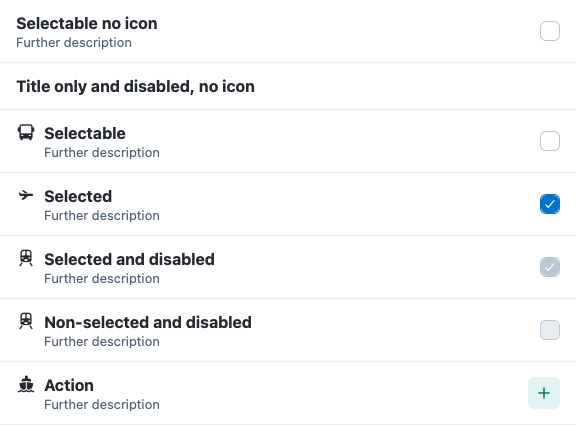 Selectable no icon
Further description
Title only and disabled, no icon
Selectable
Further description
Selected
Further description
Selected and disabled
Further description
Non-selected and disabled
Further description
Action
Further description